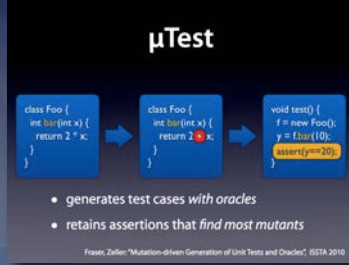 µTest
class Foo {
int bar(int x) {
return 2 * x;
}
}
class Foo {
int bar(int x) {
return 2 + x;
}
}
void test() {
f = new Foo();
y = f.bar(10);
assert(y==20);
}
• generates test cases with oracles
• retains assertions that find most mutants
Fraser, Zeller: "Mutation-driven Generation of Unit Tests and Oracles", ISSTA 2010